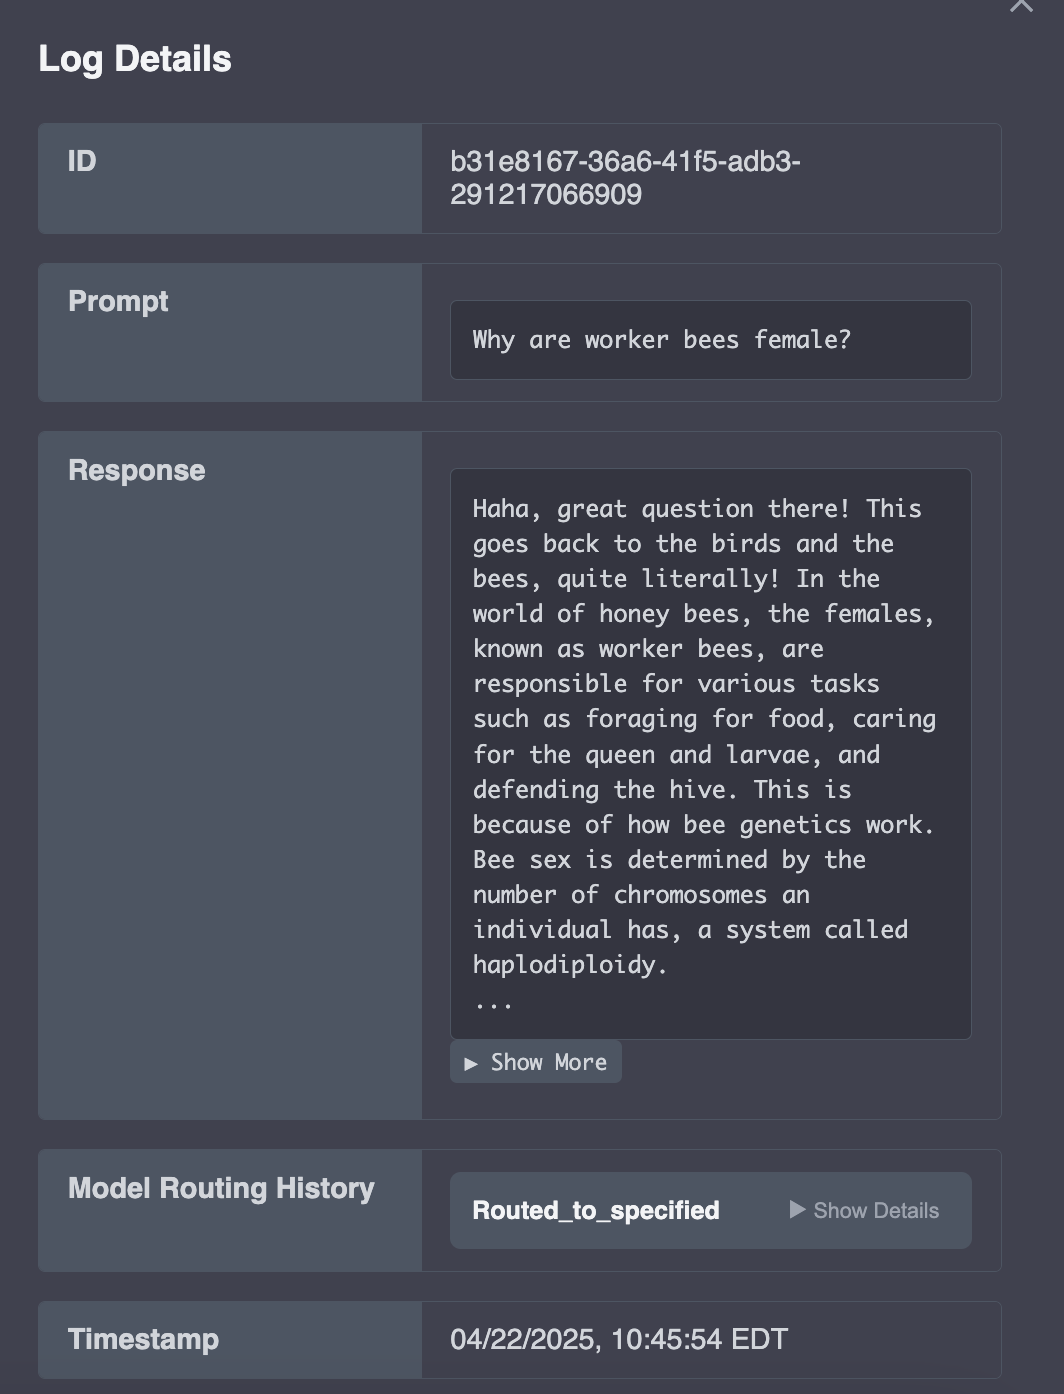 Log Details
ID
b31e8167-36a6-41f5-adb3-
291217066909
Prompt
Why are worker bees female?
Response
Haha, great question there! This
goes back to the birds and the
bees, quite literally! In the
world of honey bees, the females,
known as worker bees, are
responsible for various tasks
such as foraging for food, caring
for the queen and larvae, and
defending the hive. This is
because of how bee genetics work.
Bee sex is determined by the
number of chromosomes an
individual has, a system called
haplodiploidy.
...
▶ Show More
Model Routing History
Routed_to_specified
▶ Show Details
Timestamp
04/22/2025, 10:45:54 EDT